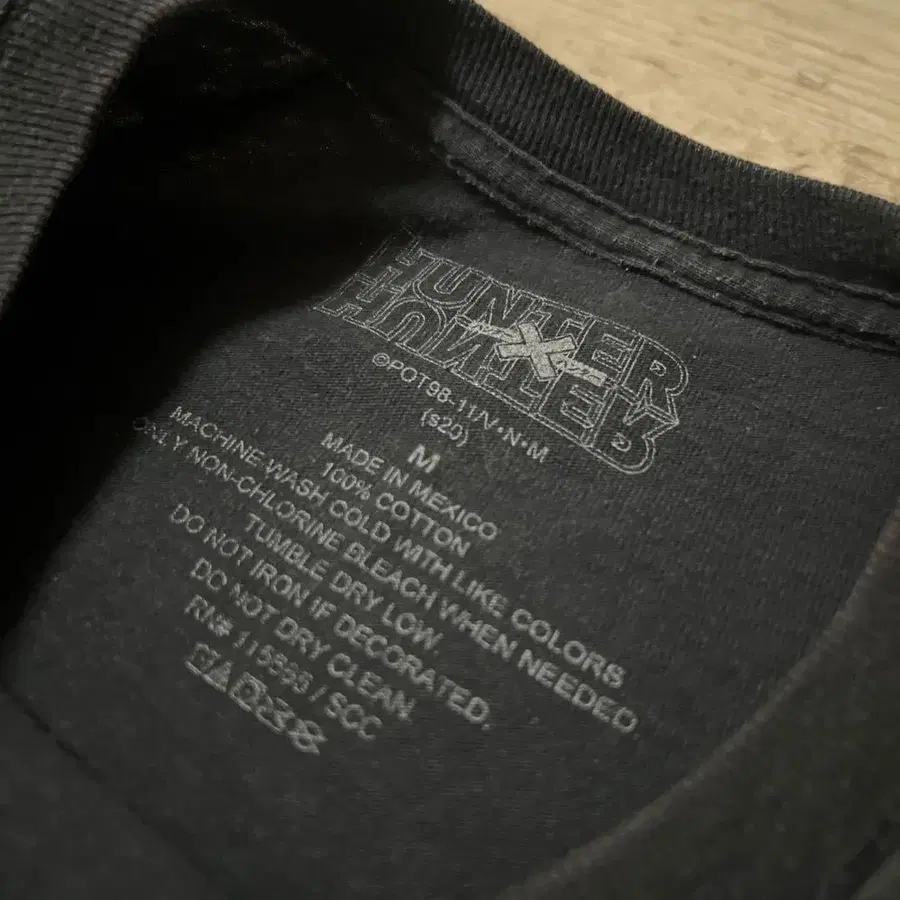 HUNTER
X
HUNTER
©POT98-11/V•N•M
(s20)
M
MADE IN MEXICO
100% COTTON
MACHINE WASH COLD WITH LIKE COLORS.
ONLY NON-CHLORINE BLEACH WHEN NEEDED.
TUMBLE DRY LOW.
DO NOT IRON IF DECORATED.
DO NOT DRY CLEAN.
/ SCC